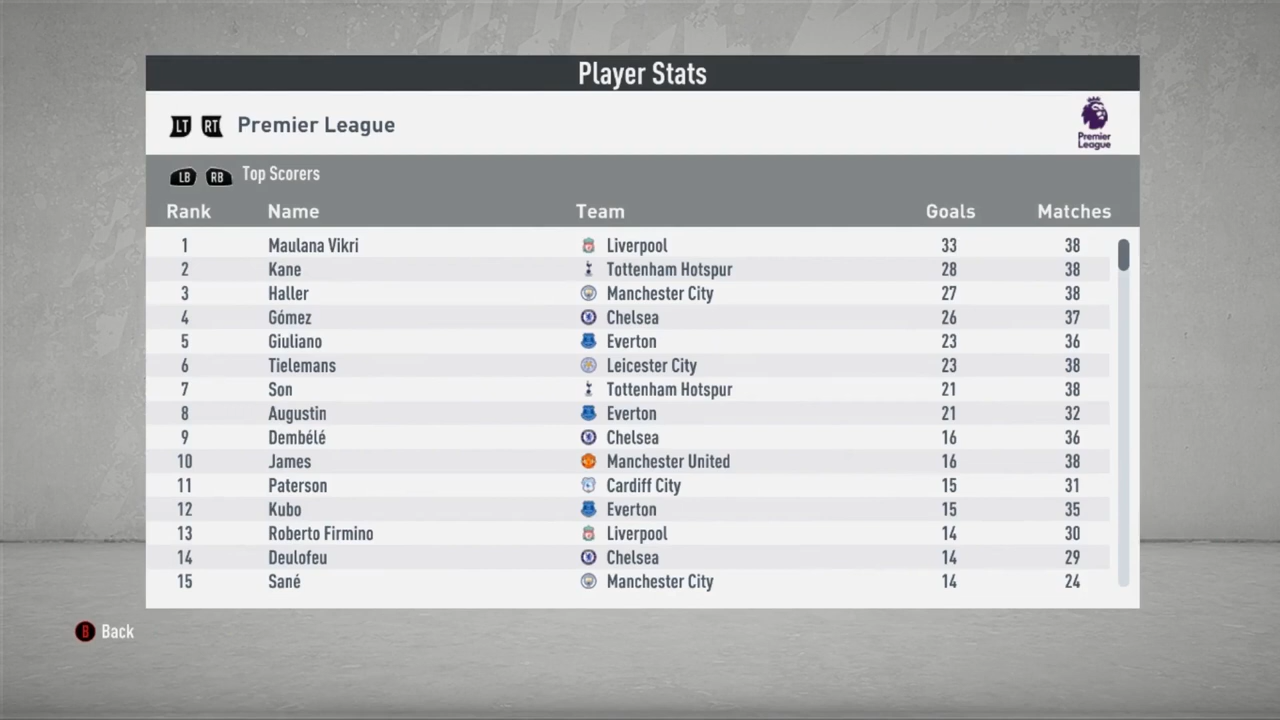 Player Stats
LT RT Premier League
Premier
League
LB RB Top Scorers
Rank Name Team Goals Matches
1 Maulana Vikri Liverpool 33 38
2 Kane Tottenham Hotspur 28 38
3 Haller Manchester City 27 38
4 Gómez Chelsea 26 37
5 Giuliano Everton 23 36
6 Tielemans Leicester City 23 38
7 Son Tottenham Hotspur 21 38
8 Augustin Everton 21 32
9 Dembélé Chelsea 16 36
10 James Manchester United 16 38
11 Paterson Cardiff City 15 31
12 Kubo Everton 15 35
13 Roberto Firmino Liverpool 14 30
14 Deulofeu Chelsea 14 29
15 Sané Manchester City 14 24
B Back